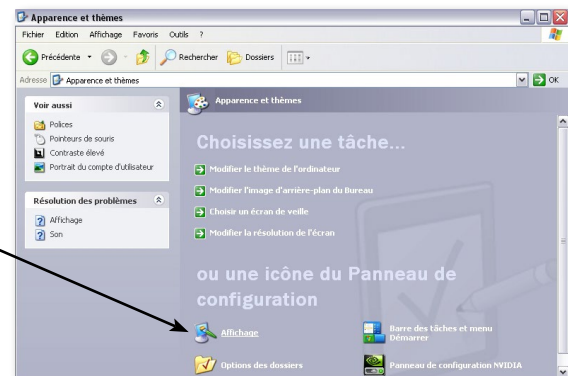 Apparence et thèmes
Fichier Edition Affichage Favoris Outils ?
Précédente Rechercher Dossiers
Adresse Apparence et thèmes OK
Voir aussi
Polices
Pointeurs de souris
Contraste élevé
Portrait du compte d'utilisateur
Résolution des problèmes
Affichage
Son
Apparence et thèmes
Choisissez une tâche...
Modifier le thème de l'ordinateur
Modifier l'image d'arrière-plan du Bureau
Choisir un écran de veille
Modifier la résolution de l'écran
ou une icône du Panneau de
configuration
Affichage
Barre des tâches et menu
Démarrer
Options des dossiers
Panneau de configuration NVIDIA